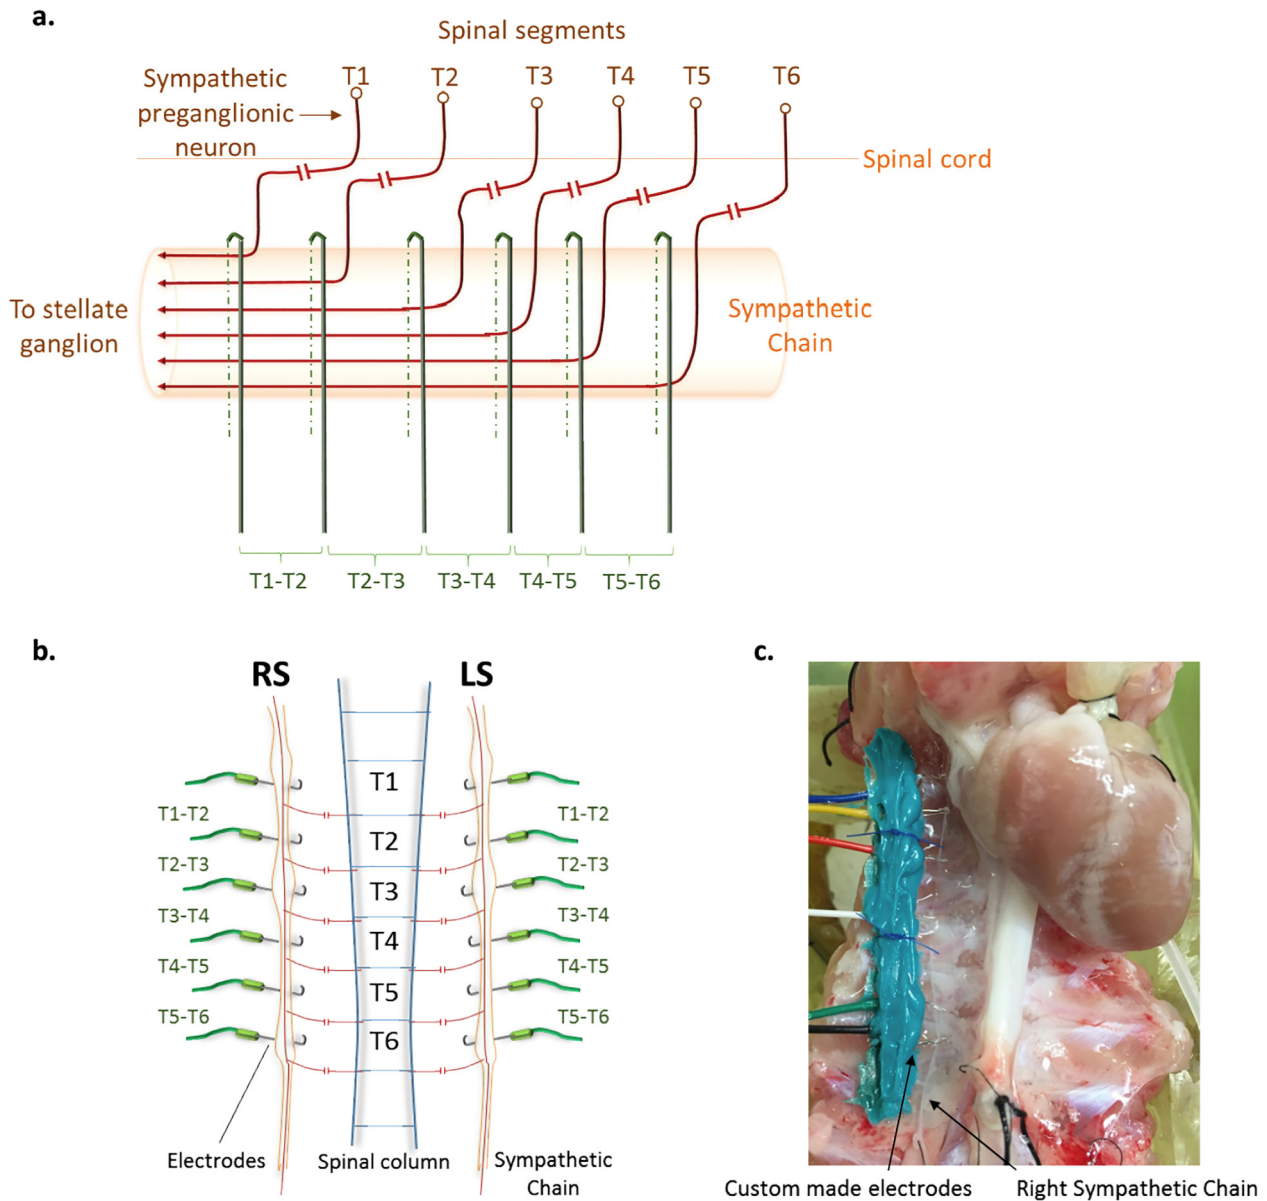 a.
Spinal segments
Sympathetic
preganglionic
neuron
T1
T2
T3
T4
T5
T6
Spinal cord
To stellate
ganglion
Sympathetic
Chain
T1-T2
T2-T3
T3-T4
T4-T5
T5-T6
b.
RS
LS
T1
T1-T2
T1-T2
T2
T2-T3
T2-T3
T3
T3-T4
T3-T4
T4
T4-T5
T4-T5
T5
T5-T6
T5-T6
T6
Electrodes
Spinal column
Sympathetic
Chain
c.
Custom made electrodes
Right Sympathetic Chain